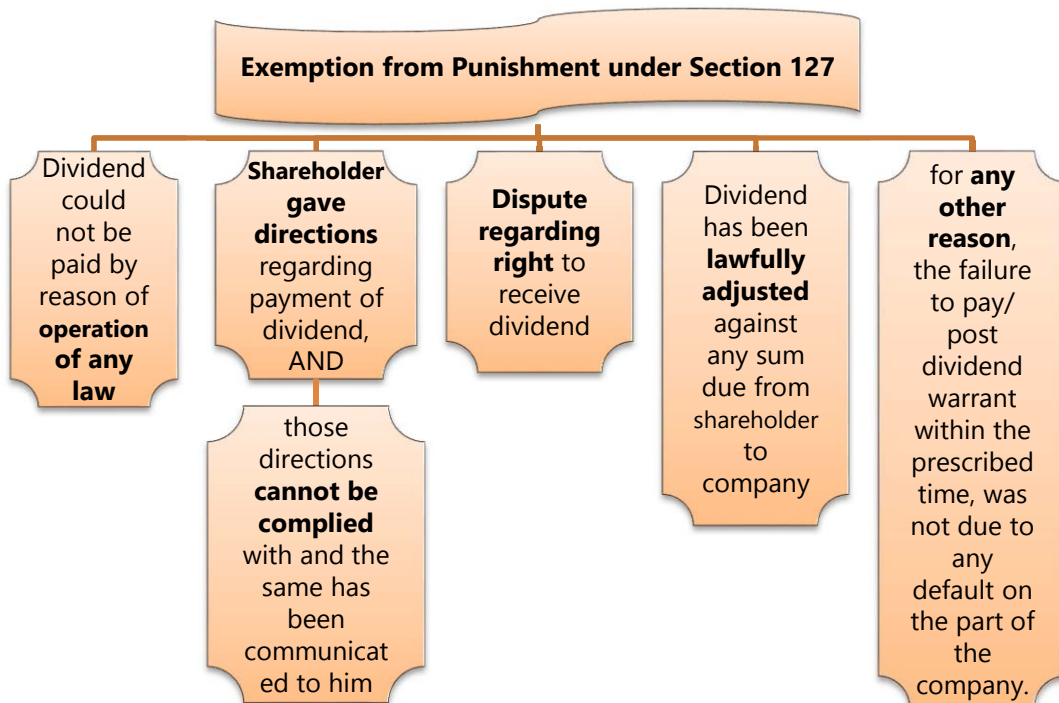 Exemption from Punishment under Section 127
Dividend
could
not be
paid by
reason of
operation
of any
law
Shareholder
gave
directions
regarding
payment of
dividend,
AND
those
directions
cannot be
complied
with and the
same has
been
communicat
ed to him
Dispute
regarding
right to
receive
dividend
Dividend
has been
lawfully
adjusted
against
any sum
due from
shareholder
to
company
for any
other
reason,
the failure
to pay/
post
dividend
warrant
within the
prescribed
time, was
not due to
any
default on
the part of
the
company.